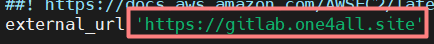 ##! https://docs.aws.amazon.com/AWSEC2/late
external_url 'https://gitlab.one4all.site'